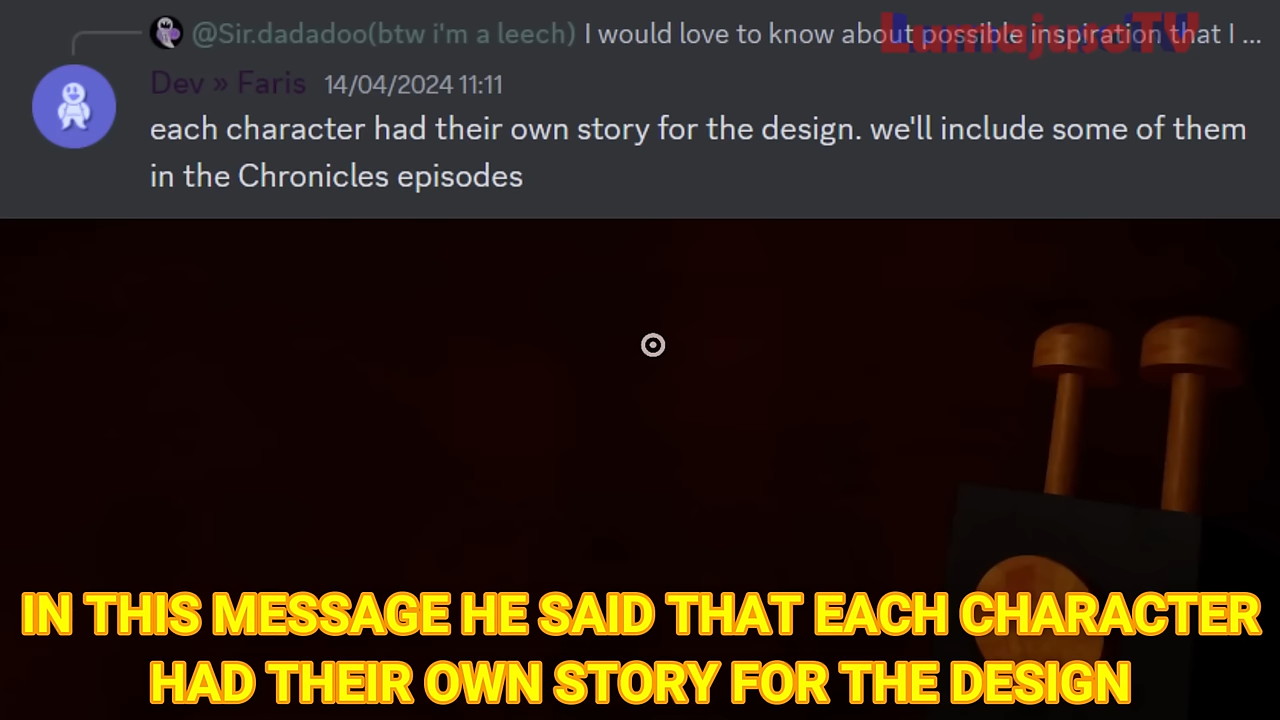 @Sir.dadadoo(btw i'm a leech) I would love to know about possible inspiration that I ...
LumajuseTV
Dev » Faris 14/04/2024 11:11
each character had their own story for the design. we'll include some of them
in the Chronicles episodes
IN THIS MESSAGE HE SAID THAT EACH CHARACTER
HAD THEIR OWN STORY FOR THE DESIGN